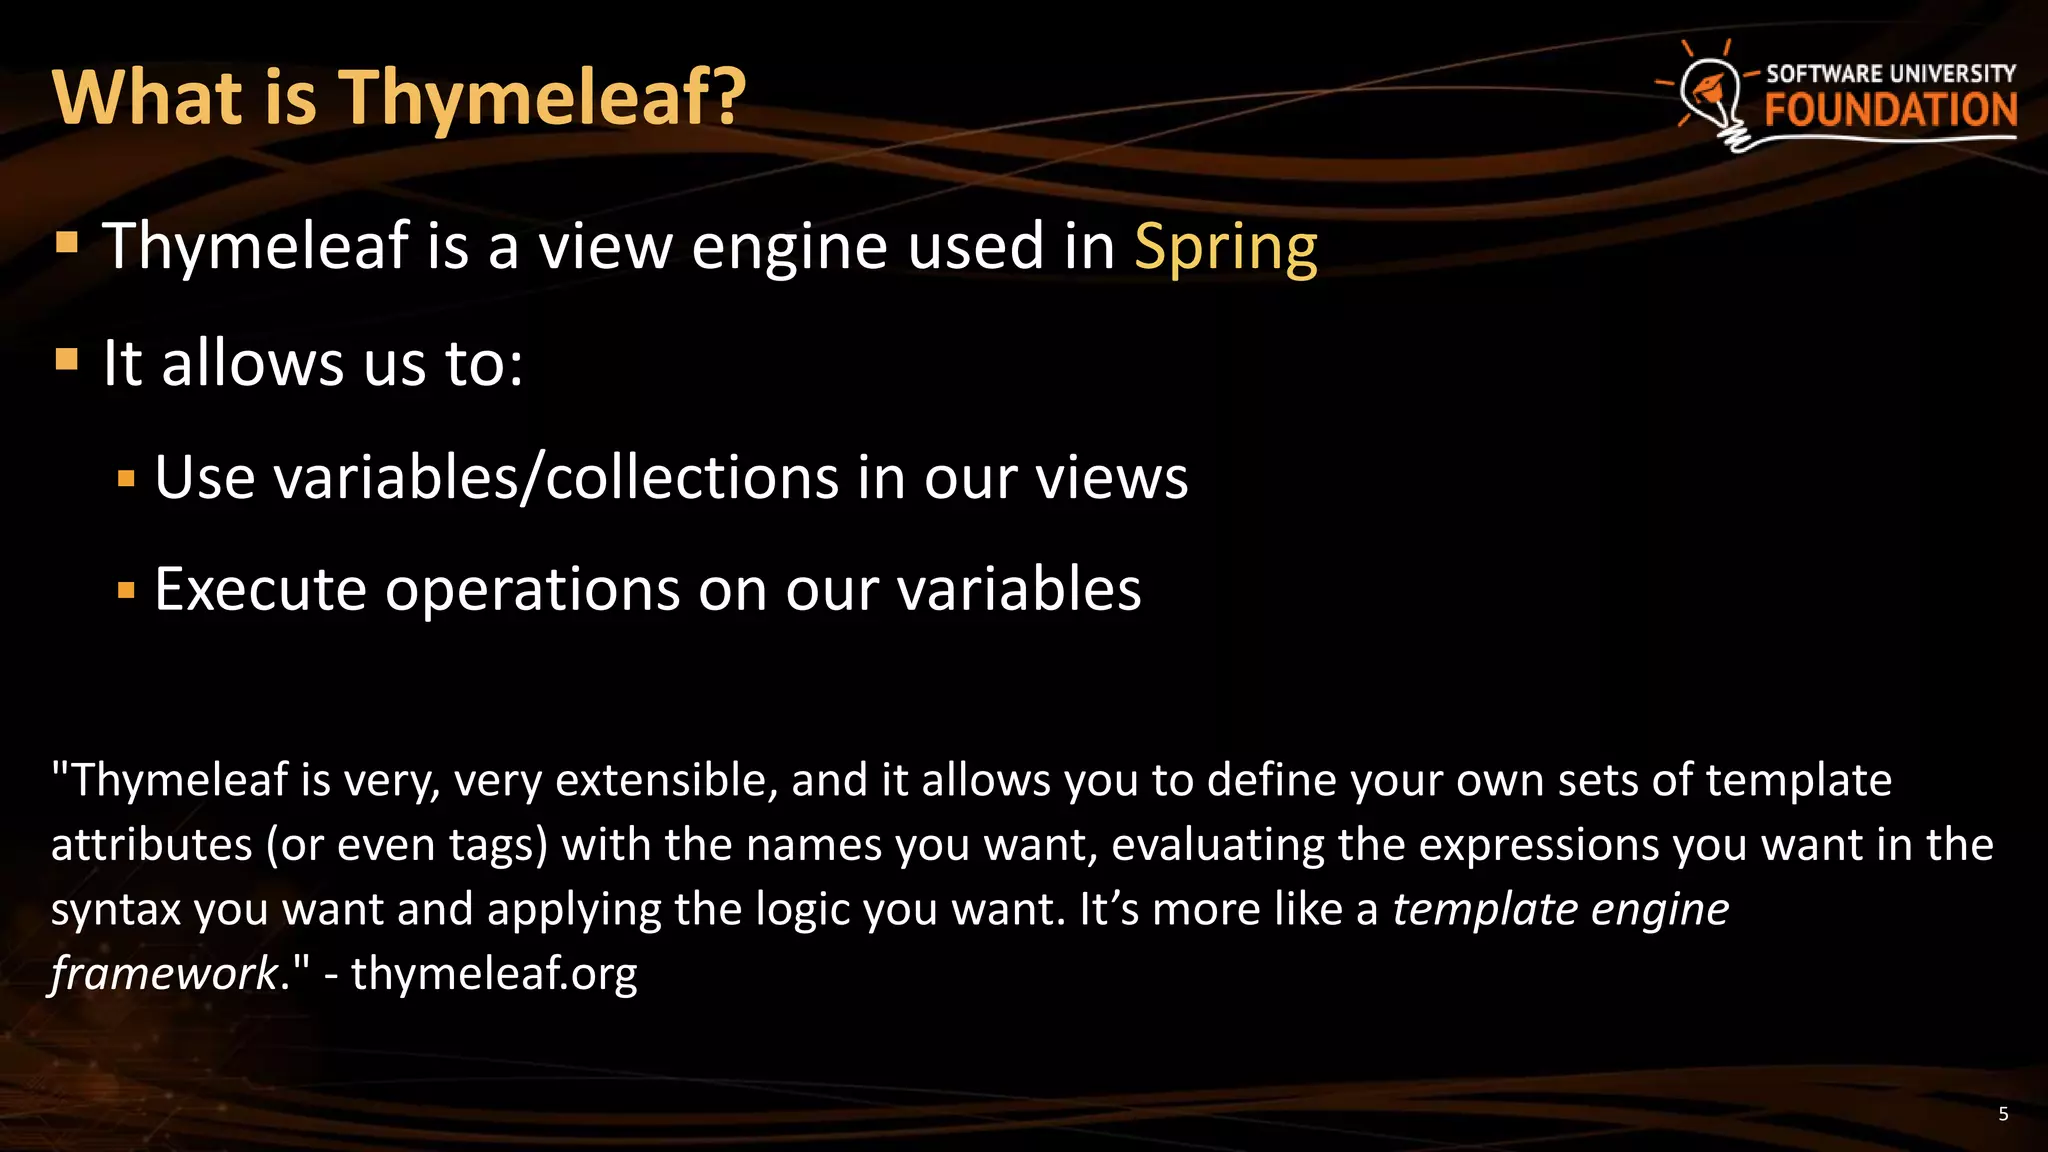 What is Thymeleaf?
SOFTWARE UNIVERSITY
FOUNDATION
▪ Thymeleaf is a view engine used in Spring
▪ It allows us to:
▪ Use variables/collections in our views
▪ Execute operations on our variables
"Thymeleaf is very, very extensible, and it allows you to define your own sets of template
attributes (or even tags) with the names you want, evaluating the expressions you want in the
syntax you want and applying the logic you want. It’s more like a template engine
framework." - thymeleaf.org
5